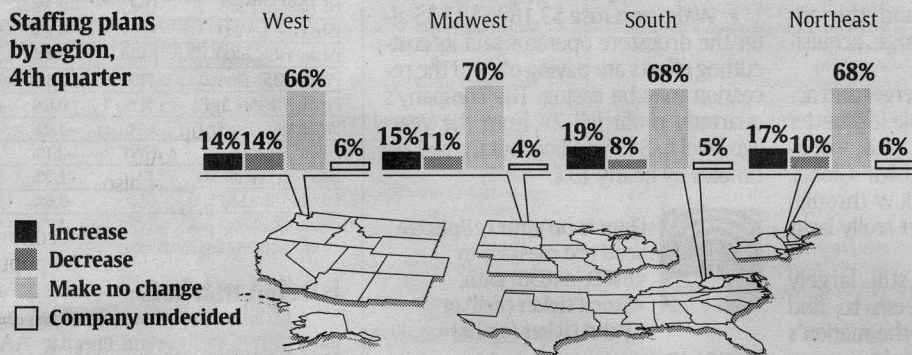 Staffing plans
by region,
4th quarter
West
14% 14% 66% 6%
Midwest
15% 11% 70% 4%
South
19% 8% 68% 5%
Northeast
17% 10% 68% 6%
Increase
Decrease
Make no change
Company undecided